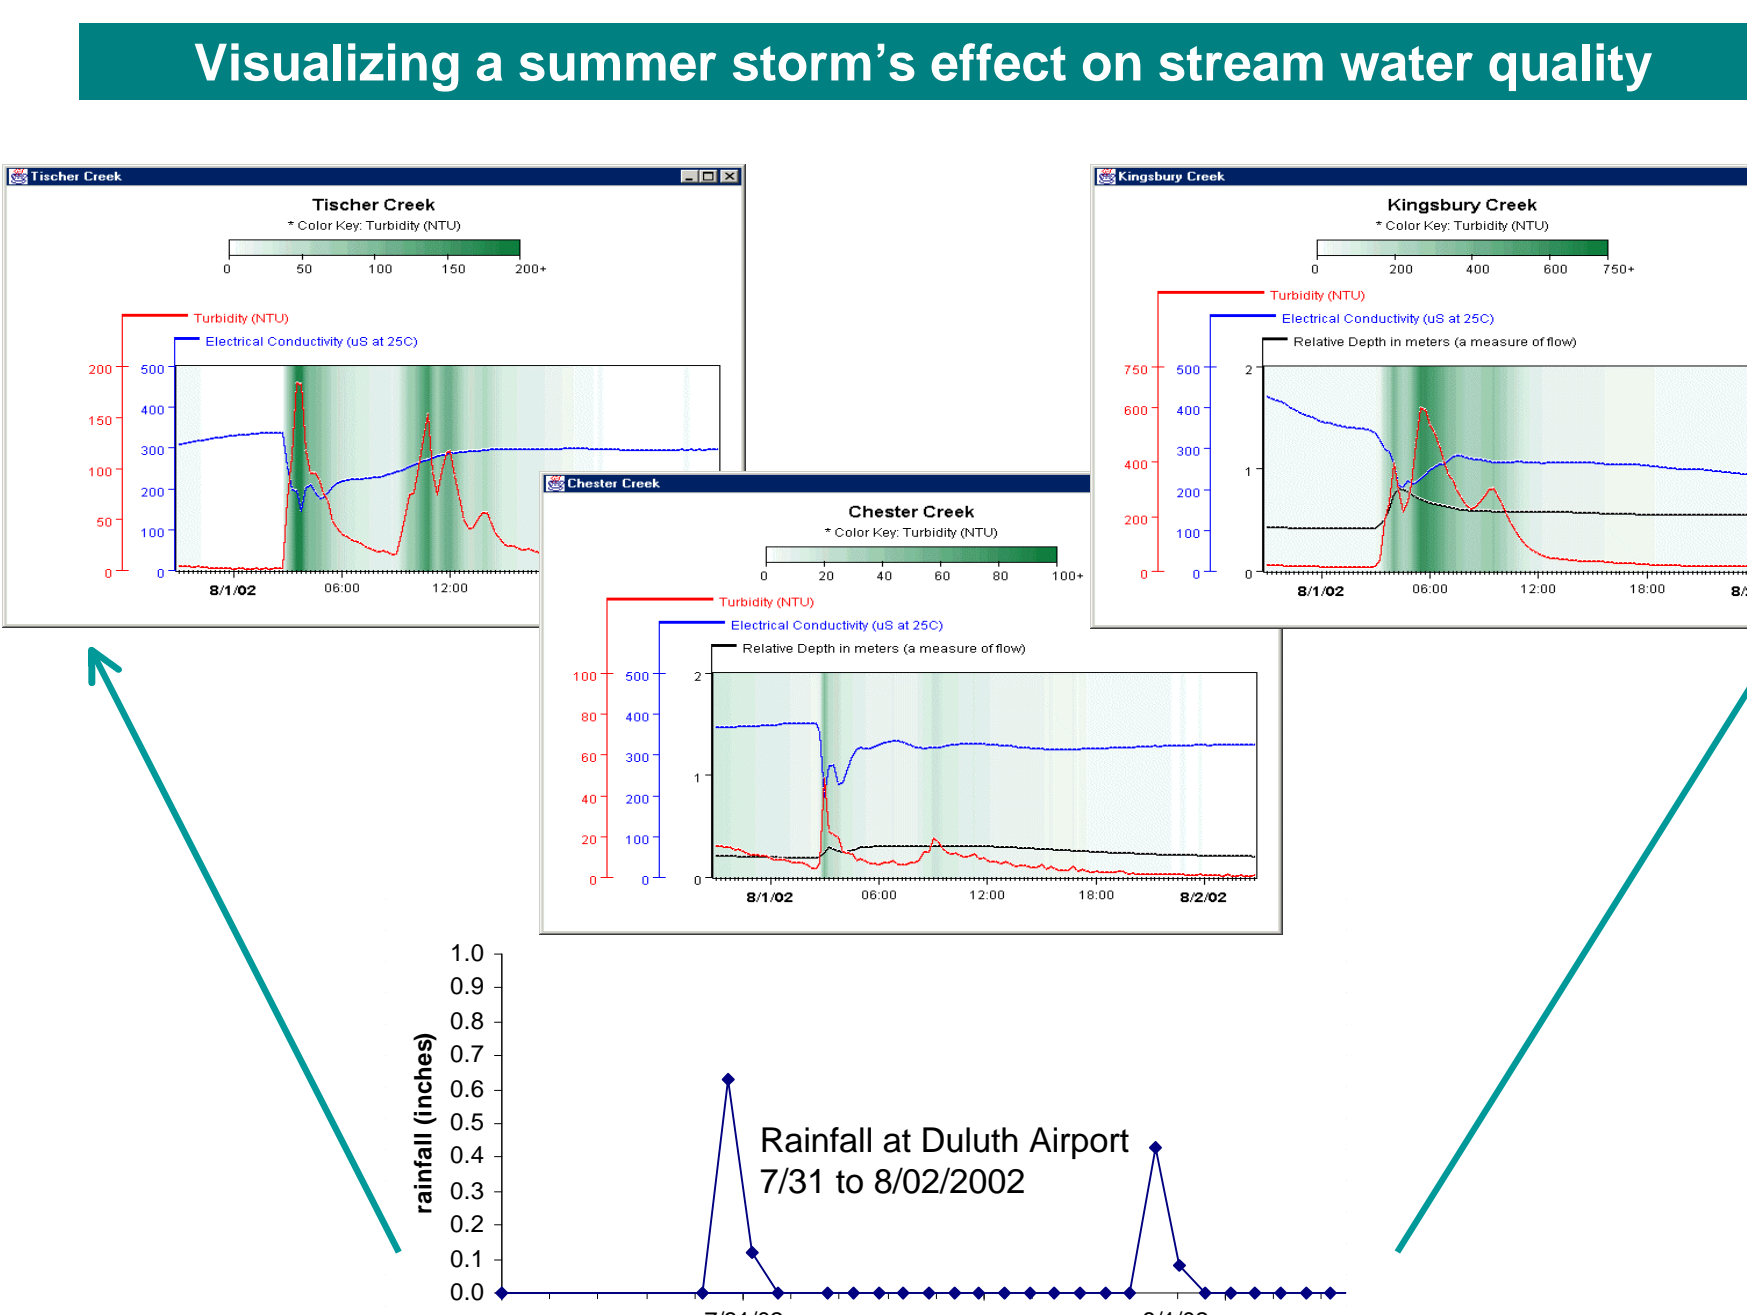 Visualizing a summer storm's effect on stream water quality
Tischer Creek
Tischer Creek
* Color Key: Turbidity (NTU)
0 50 100 150 200+
Turbidity (NTU)
Electrical Conductivity (uS at 25C)
200 500
400
150
300
100
200
50
100
0 0
8/1/02 06:00 12:00
Kingsbury Creek
Kingsbury Creek
* Color Key: Turbidity (NTU)
0 200 400 600 750+
Turbidity (NTU)
Electrical Conductivity (uS at 25C)
Relative Depth in meters (a measure of flow)
750 500 2
600 400
300
400 1
200
200
100
0 0 0
8/1/02 06:00 12:00 18:00
Chester Creek
Chester Creek
* Color Key: Turbidity (NTU)
0 20 40 60 80 100+
Turbidity (NTU)
Electrical Conductivity (uS at 25C)
Relative Depth in meters (a measure of flow)
100 500 2
80 400
60 300
1
40 200
20 100
0 0 0
8/1/02 06:00 12:00 18:00 8/2/02
rainfall (inches)
1.0
0.9
0.8
0.7
0.6
0.5
0.4
0.3
0.2
0.1
0.0
Rainfall at Duluth Airport
7/31 to 8/02/2002